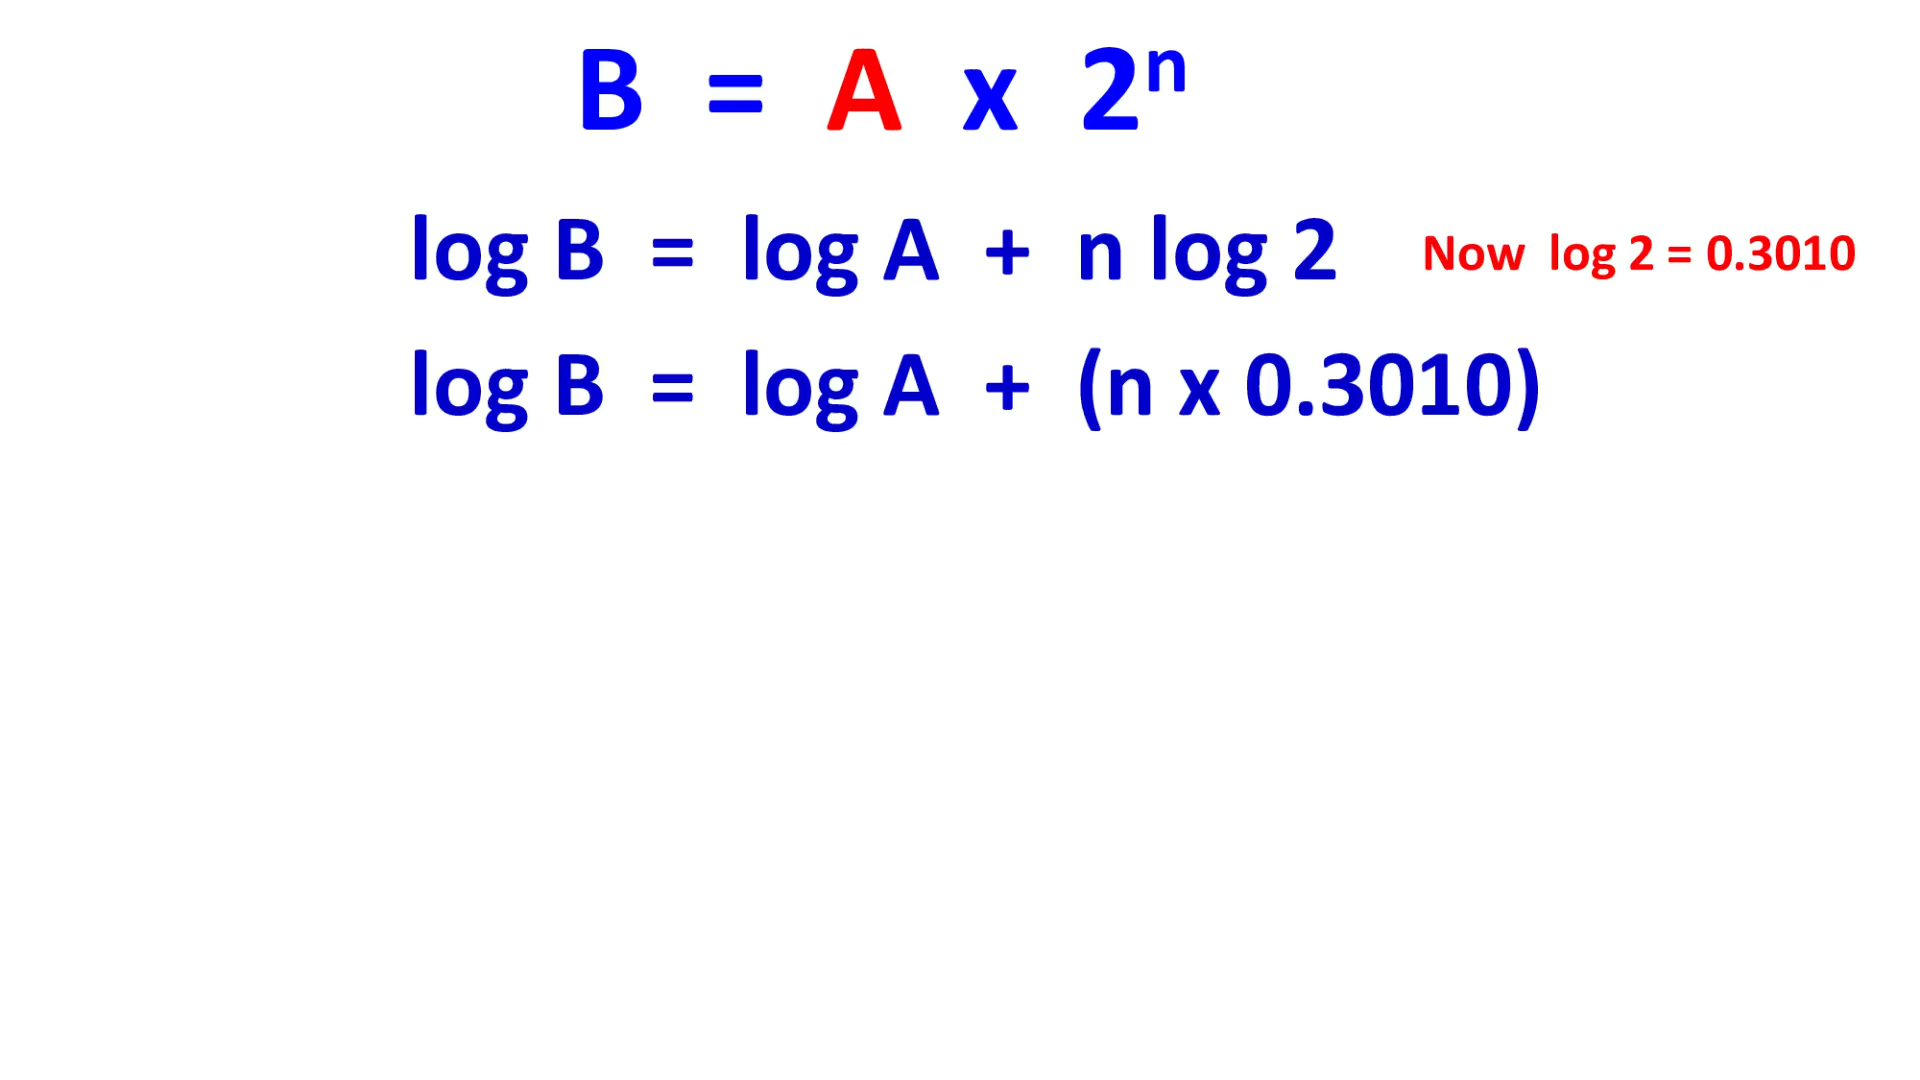 B = A x 2ⁿ
log B = log A + n log 2 Now log 2 = 0.3010
log B = log A + (n x 0.3010)